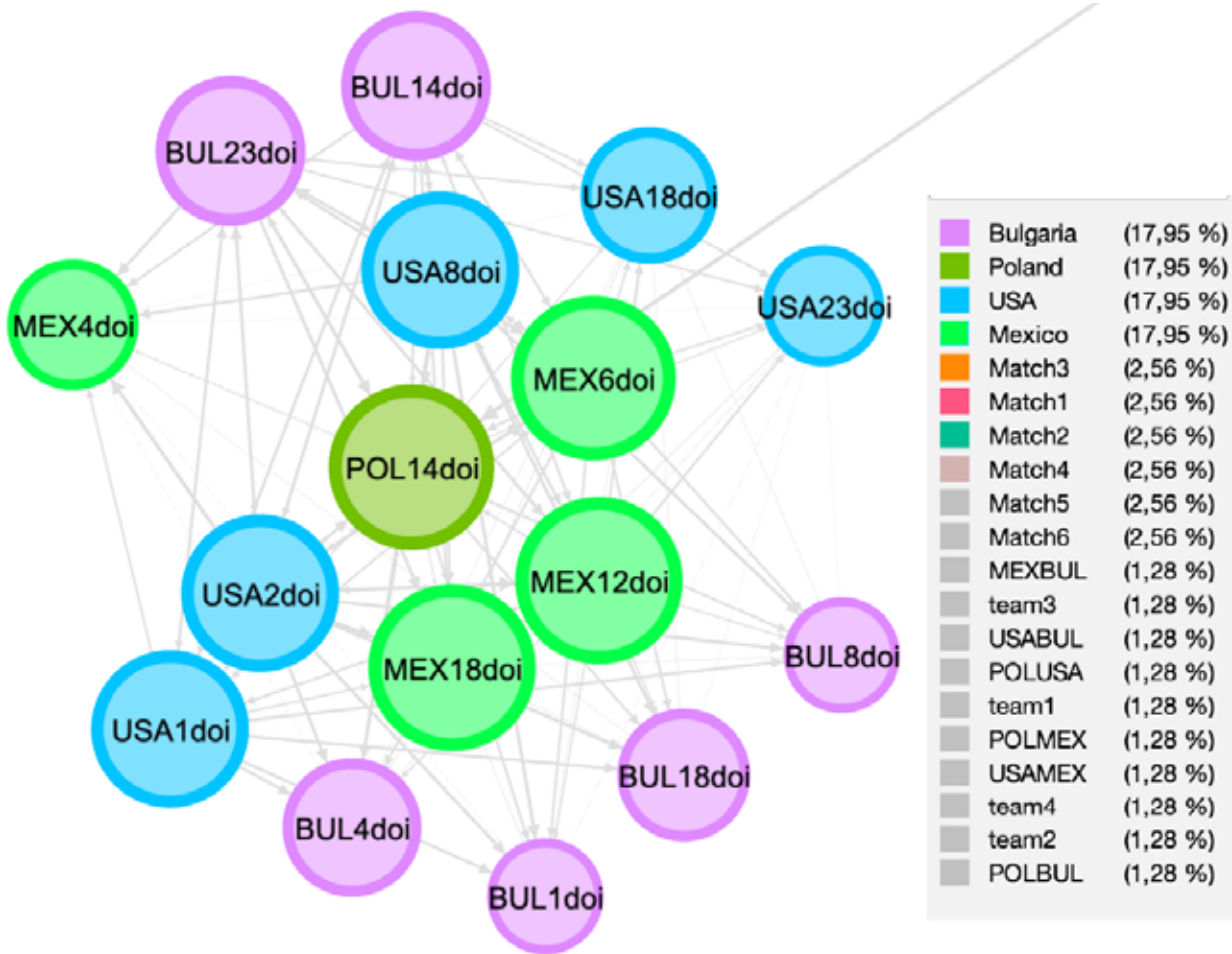 BUL14doi
BUL23doi
USA18doi
USA8doi
USA23doi
MEX4doi
MEX6doi
POL14doi
MEX12doi
USA2doi
MEX18doi
BUL8doi
USA1doi
BUL18doi
BUL4doi
BUL1doi
Bulgaria (17,95 %)
Poland (17,95 %)
USA (17,95 %)
Mexico (17,95 %)
Match3 (2,56 %)
Match1 (2,56 %)
Match2 (2,56 %)
Match4 (2,56 %)
Match5 (2,56 %)
Match6 (2,56 %)
MEXBUL (1,28 %)
team3 (1,28 %)
USABUL (1,28 %)
POLUSA (1,28 %)
team1 (1,28 %)
POLMEX (1,28 %)
USAMEX (1,28 %)
team4 (1,28 %)
team2 (1,28 %)
POLBUL (1,28 %)